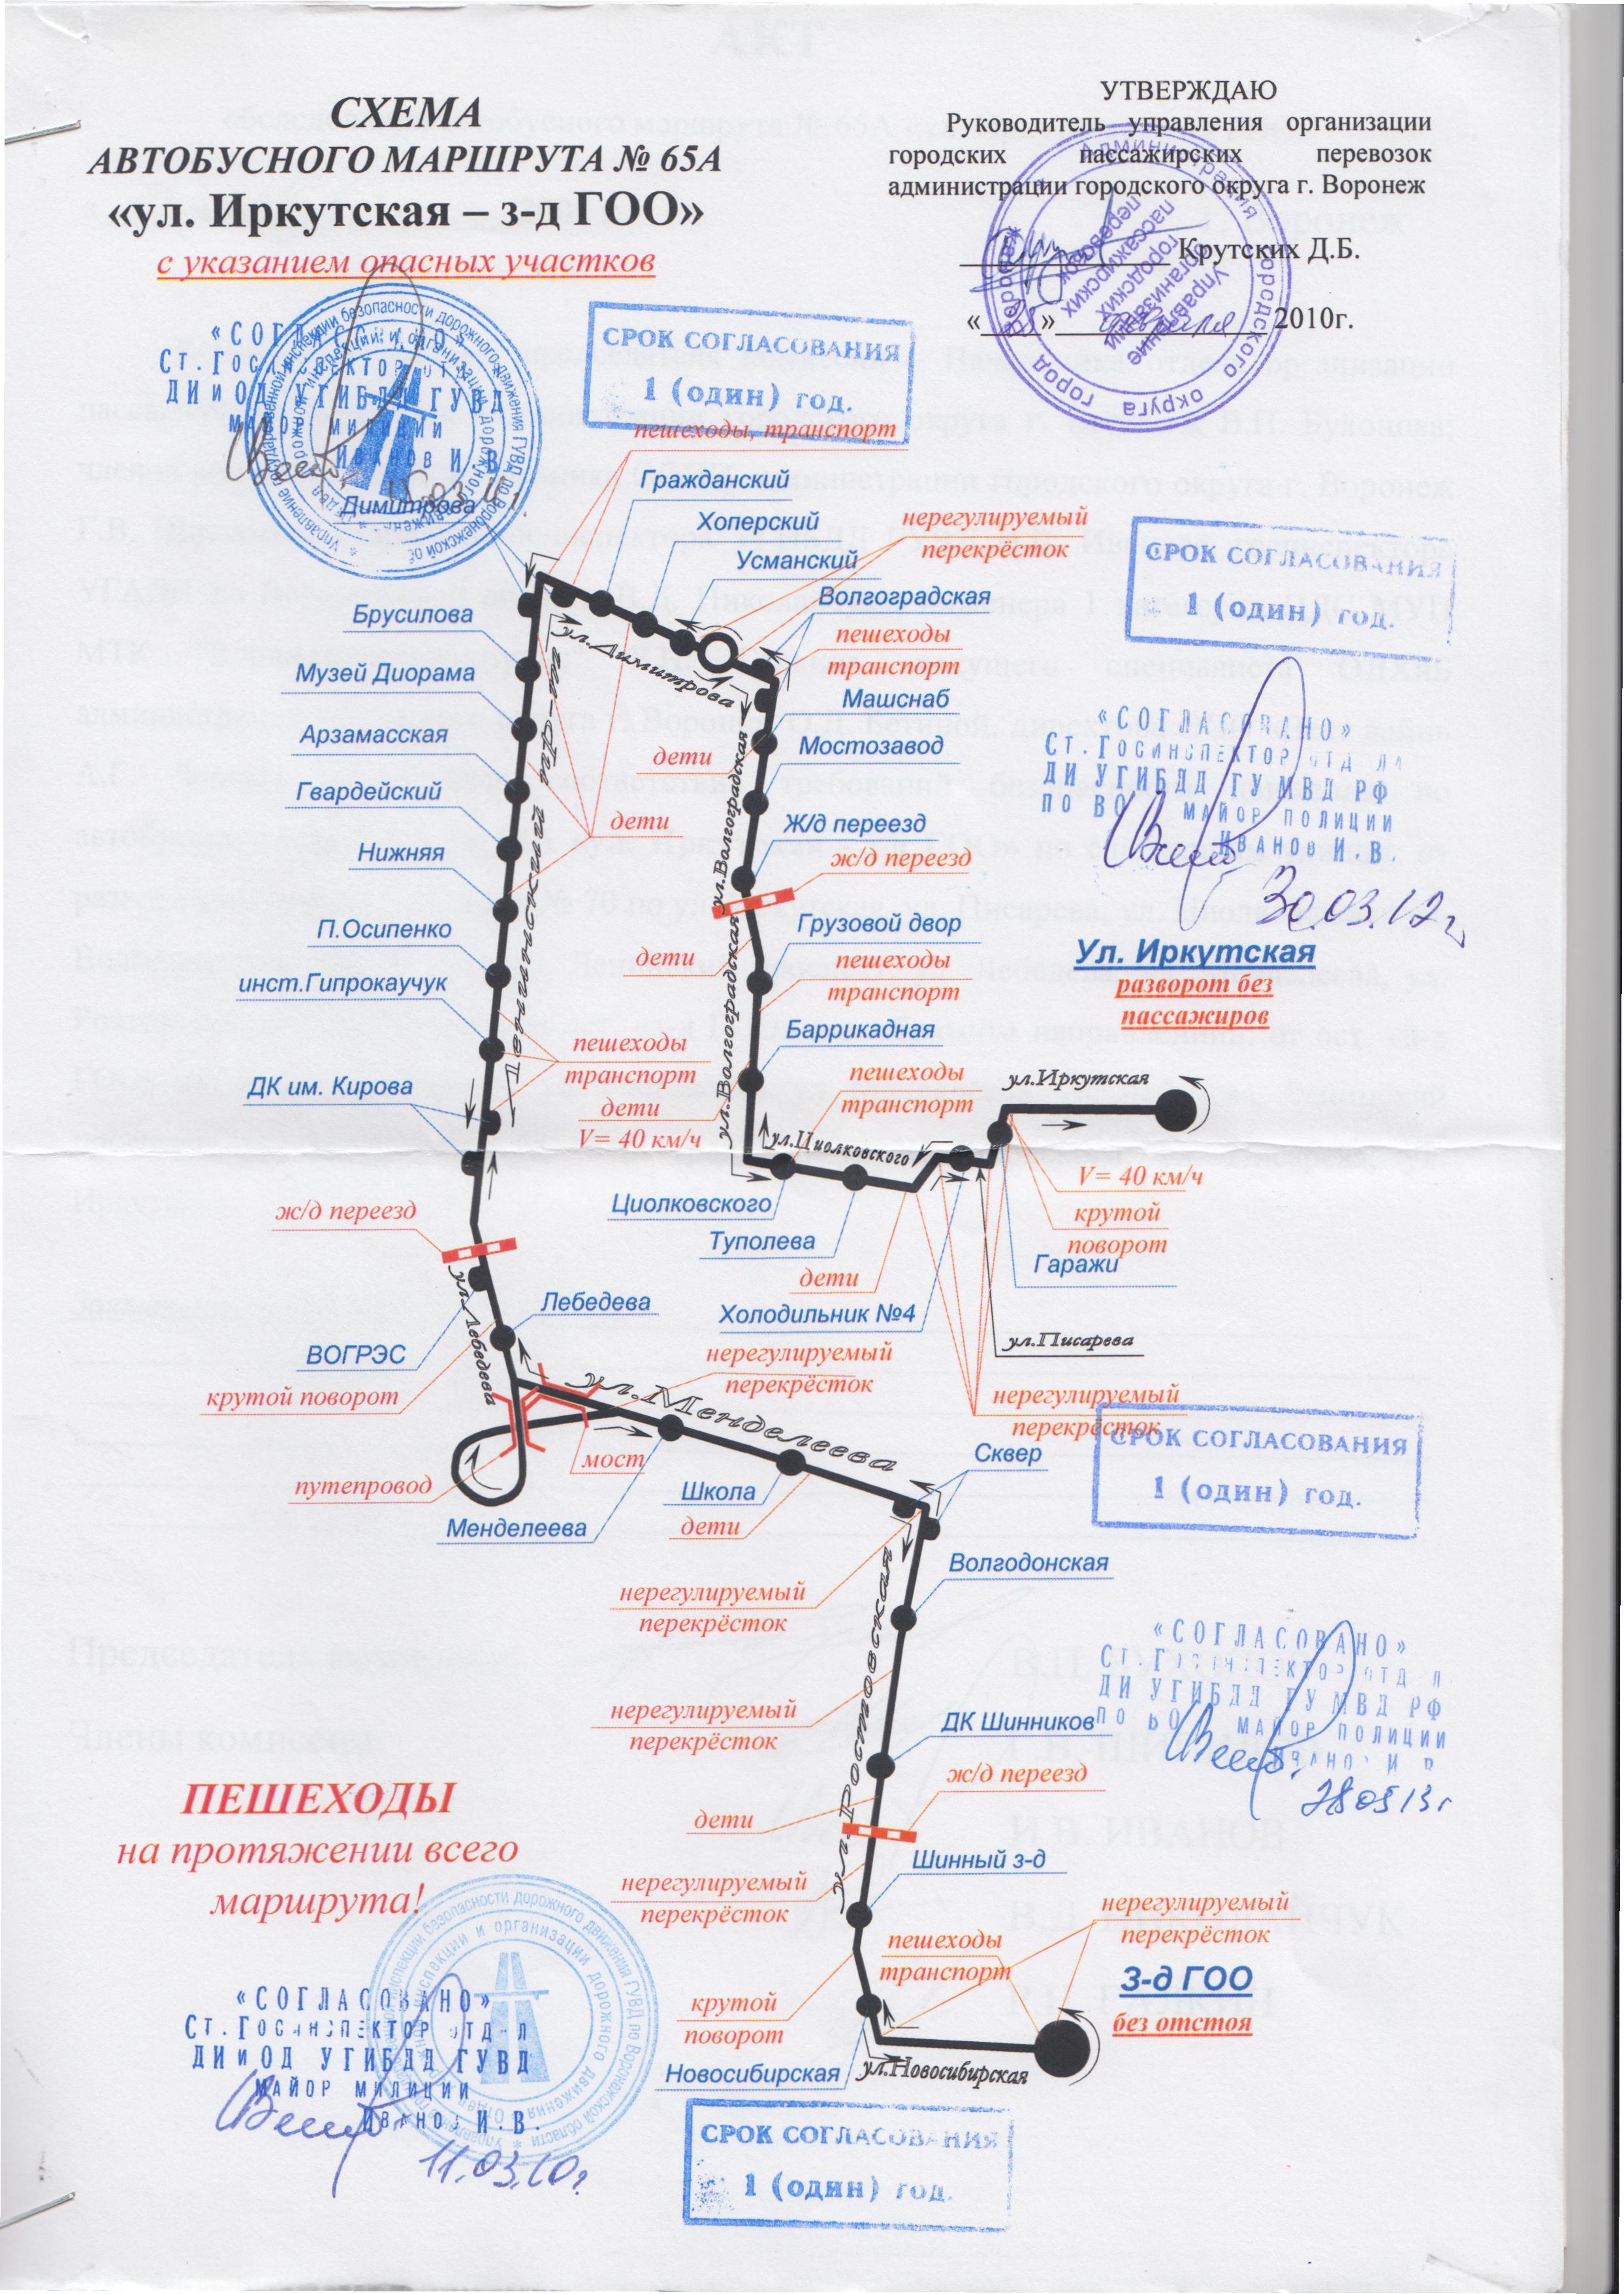 СХЕМА
АВТОБУСНОГО МАРШРУТА № 65А
«ул. Иркутская – з-д ГОО»
с указанием опасных участков
УТВЕРЖДАЮ
Руководитель управления организации
городских пассажирских перевозок
администрации городского округа г. Воронеж
Крутских Д.Б.
« » февраля 2010г.
«СОГЛАСОВАНО»
Ст.Госинспектор отд
ДИиОД УГИБДД ГУВД
майор милиции
Иванов И.В.
СРОК СОГЛАСОВАНИЯ
1 (один) год.
пешеходы, транспорт
Гражданский
Димитрова
Хоперский
нерегулируемый
перекрёсток
Усманский
Волгоградская
Брусилова
ул.Димитрова
пешеходы
транспорт
Музей Диорама
Машснаб
Арзамасская
Мостозавод
дети
Гвардейский
ул.Волгоградская
дети
Ж/д переезд
Нижняя
ж/д переезд
П.Осипенко
Грузовой двор
дети
пешеходы
транспорт
инст.Гипрокаучук
Ленинский пр-т
ул.Волгоградская
Баррикадная
пешеходы
транспорт
ДК им. Кирова
дети
V= 40 км/ч
пешеходы
транспорт
ул.Иркутская
СРОК СОГЛАСОВАНИЯ
1 (один) год.
«СОГЛАСОВАНО»
Ст.Госинспектор отд
ДИ УГИБДД ГУ МВД РФ
по ВО майор полиции
Иванов И.В.
30.03.12г
Ул. Иркутская
разворот без
пассажиров
ул.Циолковского
Циолковского
Туполева
дети
Холодильник №4
V= 40 км/ч
крутой
поворот
Гаражи
ул.Писарева
нерегулируемый
перекрёсток
ж/д переезд
ул.Лебедева
Лебедева
ВОГРЭС
крутой поворот
нерегулируемый
перекрёсток
ул.Менделеева
мост
путепровод
Менделеева
Школа
дети
Сквер
СРОК СОГЛАСОВАНИЯ
1 (один) год.
нерегулируемый
перекрёсток
Волгодонская
ул.Ростовская
нерегулируемый
перекрёсток
ДК Шинников
ж/д переезд
дети
Шинный з-д
нерегулируемый
перекрёсток
«СОГЛАСОВАНО»
Ст.Госинспектор отд
ДИ УГИБДД ГУ МВД РФ
по ВО майор полиции
Иванов И.В.
ПЕШЕХОДЫ
на протяжении всего
маршрута!
нерегулируемый
перекрёсток
пешеходы
транспорт
З-д ГОО
без отстоя
крутой
поворот
Новосибирская
ул.Новосибирская
«СОГЛАСОВАНО»
Ст.Госинспектор отд-л
ДИиОД УГИБДД ГУВД
майор милиции
Иванов И.В.
11.03.10г
СРОК СОГЛАСОВАНИЯ
1 (один) год.